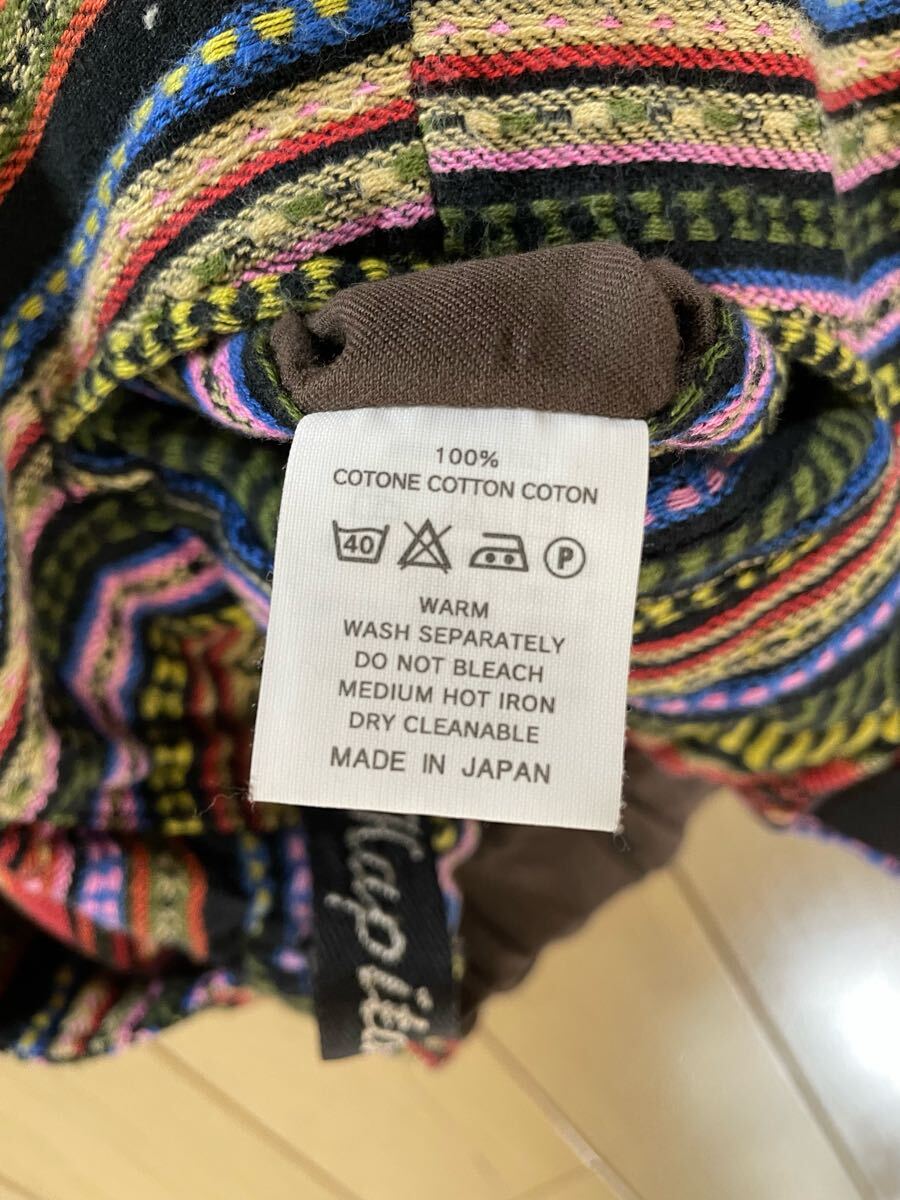 100%
COTONE COTTON COTON
40 P
WARM
WASH SEPARATELY
DO NOT BLEACH
MEDIUM HOT IRON
DRY CLEANABLE
MADE IN JAPAN